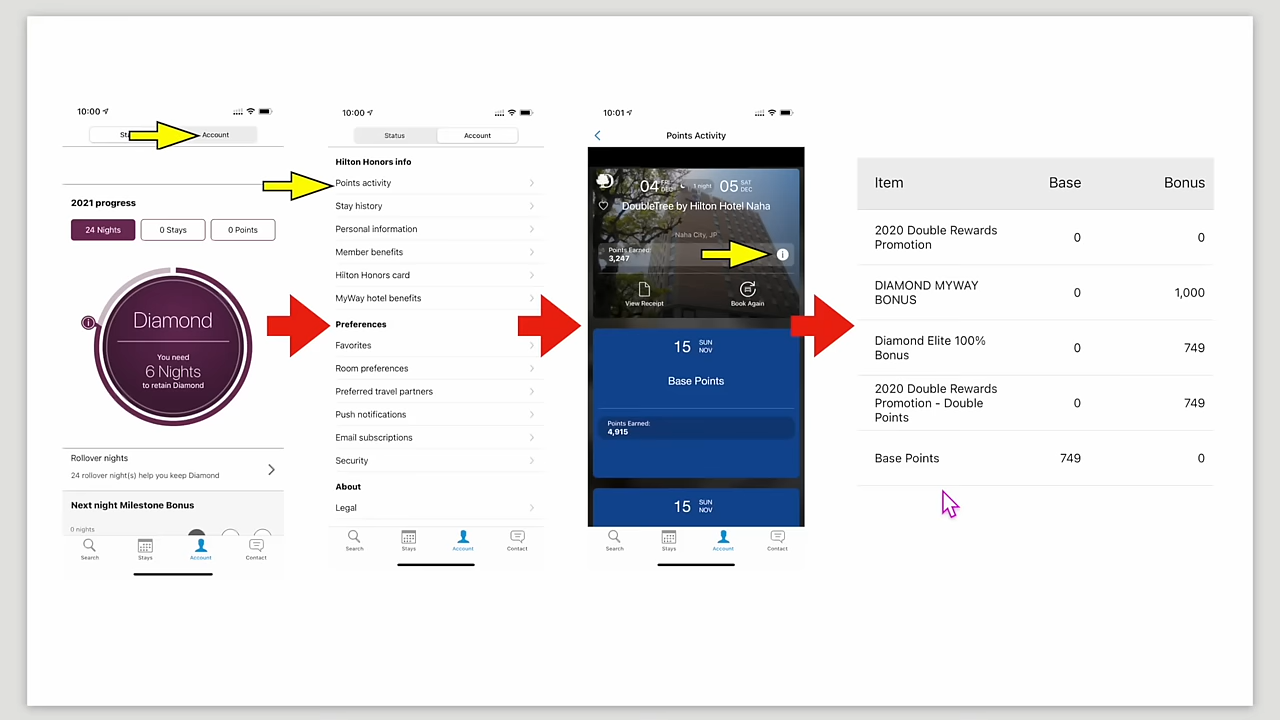 10:00
St
Account
2021 progress
24 Nights
0 Stays
0 Points
Diamond
You need
6 Nights
to retain Diamond
Rollover nights
24 rollover night(s) help you keep Diamond
Next night Milestone Bonus
0 nights
Search
Stays
Account
Contact
10:00
Status
Account
Hilton Honors info
Points activity
Stay history
Personal information
Member benefits
Hilton Honors card
MyWay hotel benefits
Preferences
Favorites
Room preferences
Preferred travel partners
Push notifications
Email subscriptions
Security
About
Legal
Search
Stays
Account
Contact
10:01
Points Activity
04 FRI DEC 1 night 05 SAT DEC
DoubleTree by Hilton Hotel Naha
Naha City, JP
Points Earned:
3,247
View Receipt
Book Again
15 SUN NOV
Base Points
Points Earned:
4,915
15 SUN NOV
Search
Stays
Account
Contact
Item Base Bonus
2020 Double Rewards
Promotion 0 0
DIAMOND MYWAY
BONUS 0 1,000
Diamond Elite 100%
Bonus 0 749
2020 Double Rewards
Promotion - Double
Points 0 749
Base Points 749 0